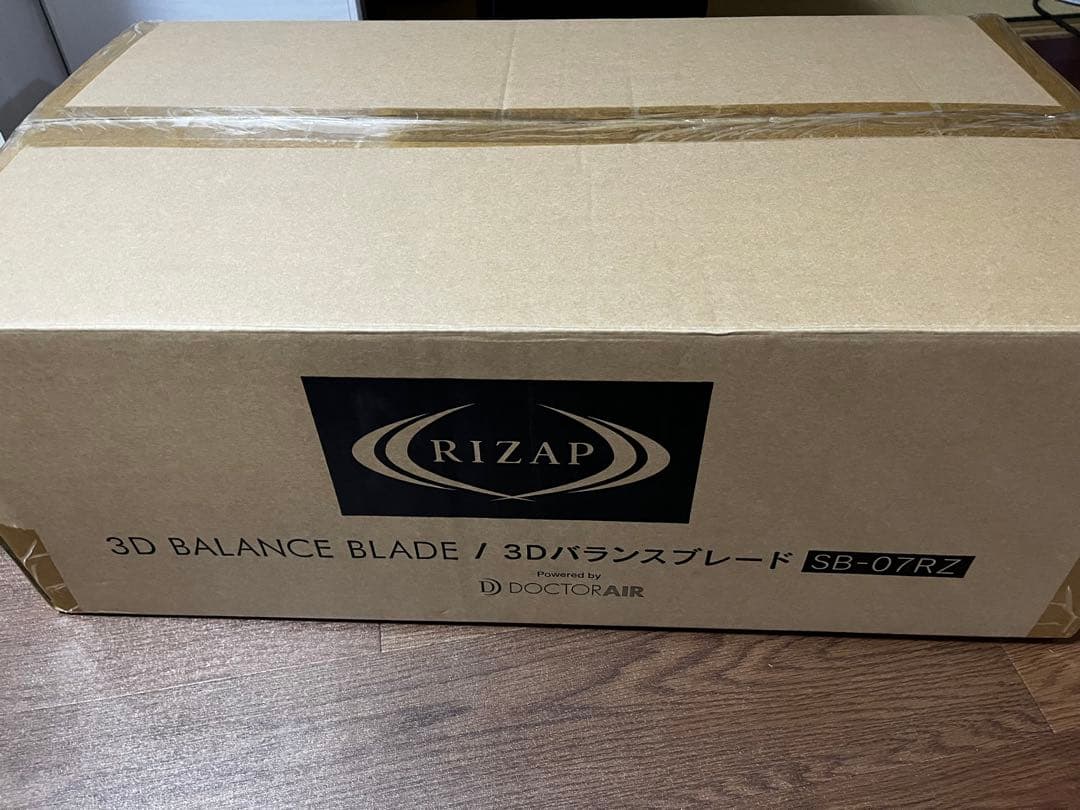 RIZAP
3D BALANCE BLADE / 3Dバランスブレード SB-07RZ
Powered by
DOCTORAIR